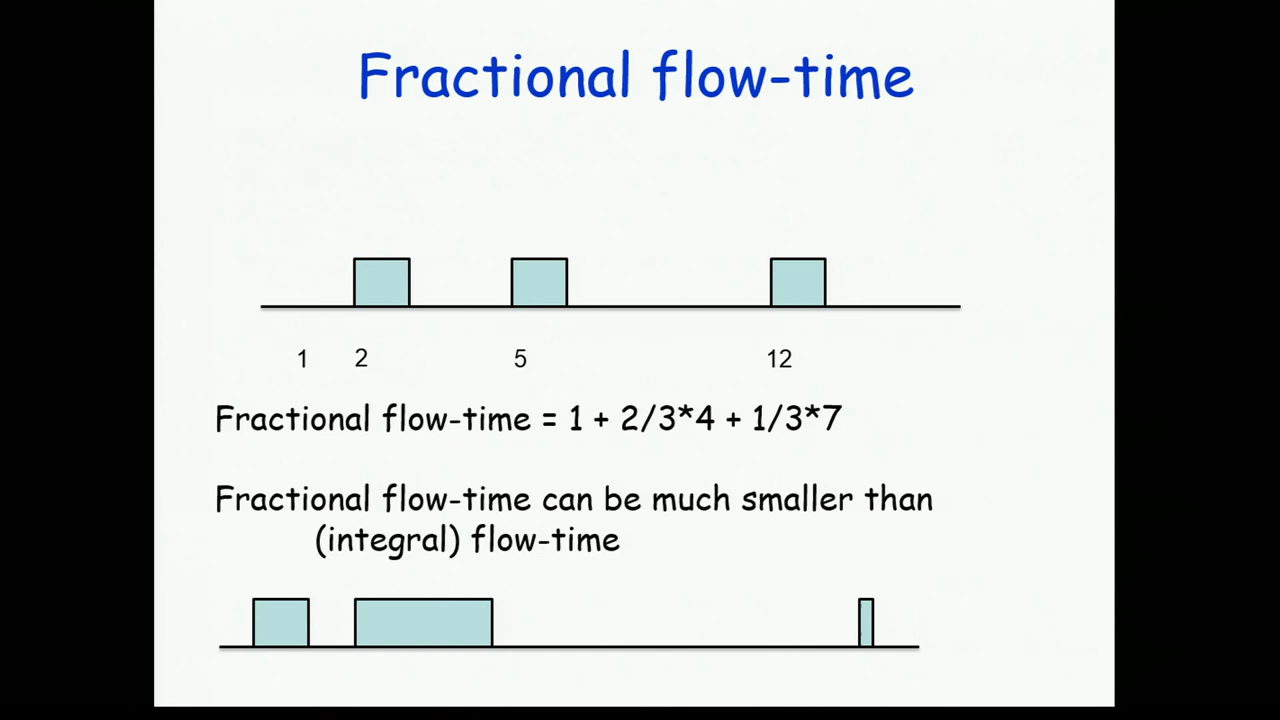 Fractional flow-time
1 2 5 12
Fractional flow-time = 1 + 2/3*4 + 1/3*7
Fractional flow-time can be much smaller than
(integral) flow-time